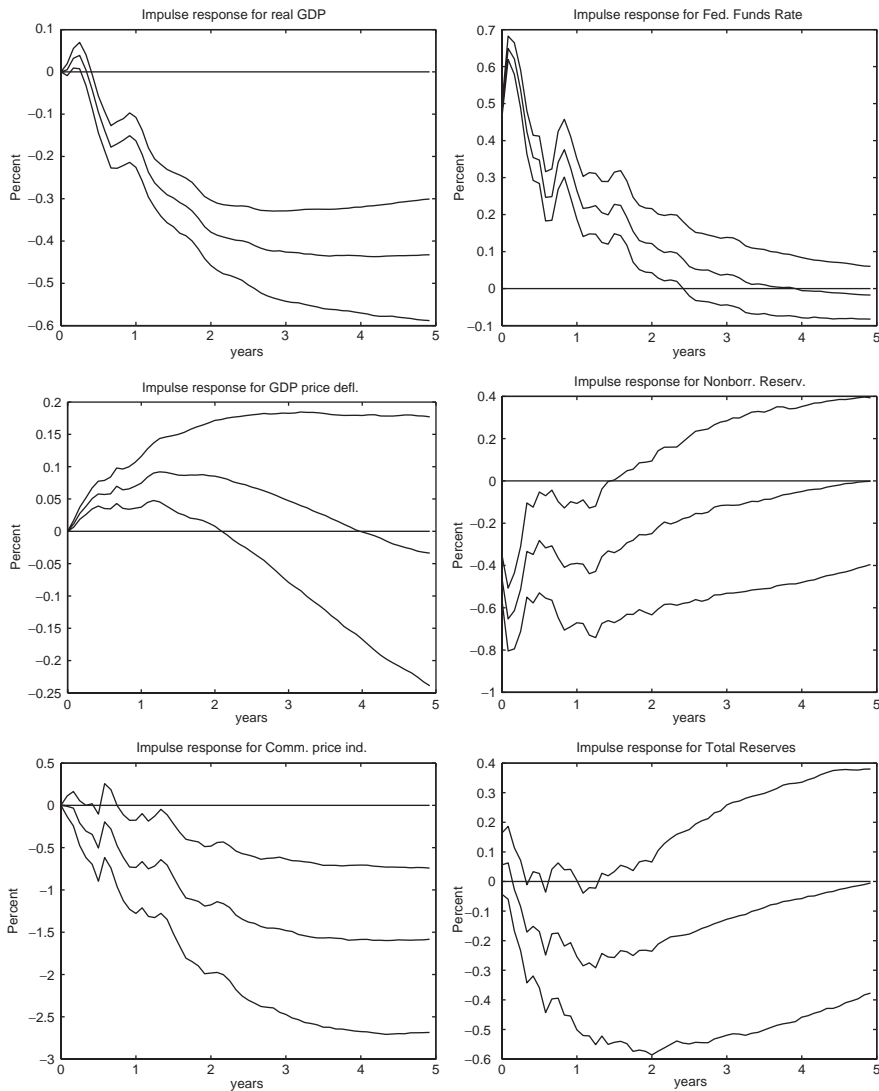 Impulse response for real GDP
Percent
0.1
0
−0.1
−0.2
−0.3
−0.4
−0.5
−0.6
0 1 2 3 4 5
years
Impulse response for Fed. Funds Rate
Percent
0.7
0.6
0.5
0.4
0.3
0.2
0.1
0
−0.1
0 1 2 3 4 5
years
Impulse response for GDP price defl.
Percent
0.2
0.15
0.1
0.05
0
−0.05
−0.1
−0.15
−0.2
−0.25
0 1 2 3 4 5
years
Impulse response for Nonborr. Reserv.
Percent
0.4
0.2
0
−0.2
−0.4
−0.6
−0.8
−1
0 1 2 3 4 5
years
Impulse response for Comm. price ind.
Percent
0.5
0
−0.5
−1
−1.5
−2
−2.5
−3
0 1 2 3 4 5
years
Impulse response for Total Reserves
Percent
0.4
0.3
0.2
0.1
0
−0.1
−0.2
−0.3
−0.4
−0.5
−0.6
0 1 2 3 4 5
years